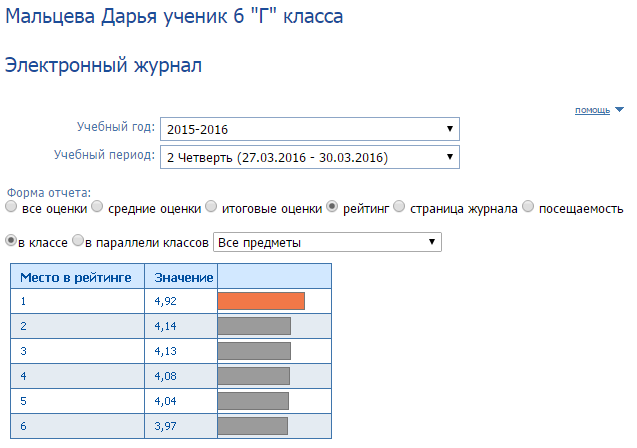 Мальцева Дарья ученик 6 "Г" класса
Электронный журнал
помощь
Учебный год: 2015-2016
Учебный период: 2 Четверть (27.03.2016 - 30.03.2016)
Форма отчета:
все оценки средние оценки итоговые оценки рейтинг страница журнала посещаемость
в классе в параллели классов Все предметы
Место в рейтинге Значение
1 4,92
2 4,14
3 4,13
4 4,08
5 4,04
6 3,97